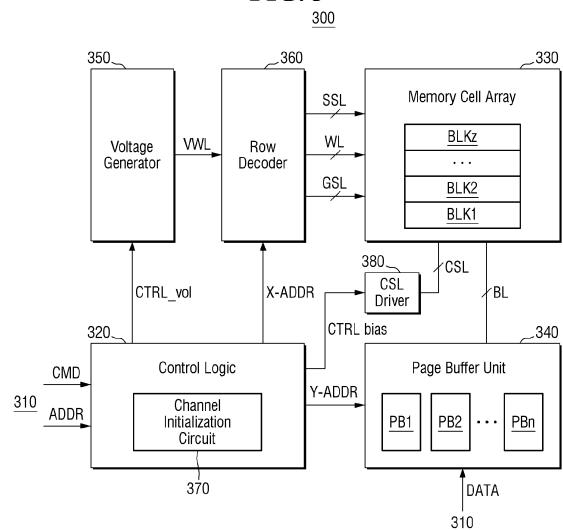 300
350
360
330
Voltage
Generator
VWL
Row
Decoder
SSL
WL
GSL
Memory Cell Array
BLKz
...
BLK2
BLK1
CTRL_vol
X-ADDR
380
CSL
Driver
CSL
BL
CTRL bias
320
340
310
CMD
ADDR
Control Logic
Channel
Initialization
Circuit
370
Y-ADDR
Page Buffer Unit
PB1 PB2 ... PBn
DATA
310